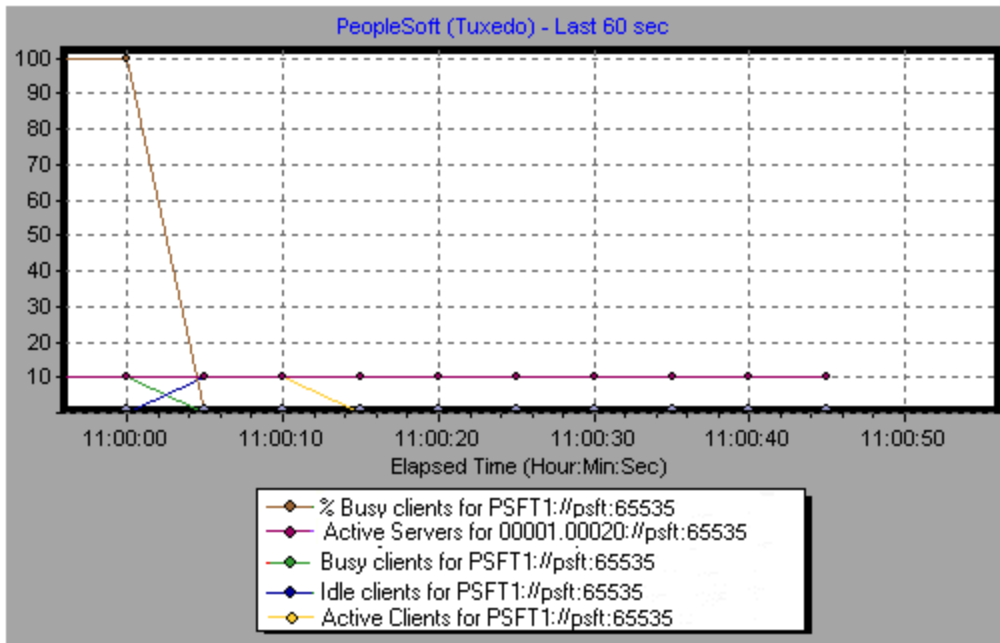 PeopleSoft (Tuxedo) - Last 60 sec
100
90
80
70
60
50
40
30
20
10
11:00:00 11:00:10 11:00:20 11:00:30 11:00:40 11:00:50
Elapsed Time (Hour:Min:Sec)
% Busy clients for PSFT1://psft:65535
Active Servers for 00001.00020://psft:65535
Busy clients for PSFT1://psft:65535
Idle clients for PSFT1://psft:65535
Active Clients for PSFT1://psft:65535